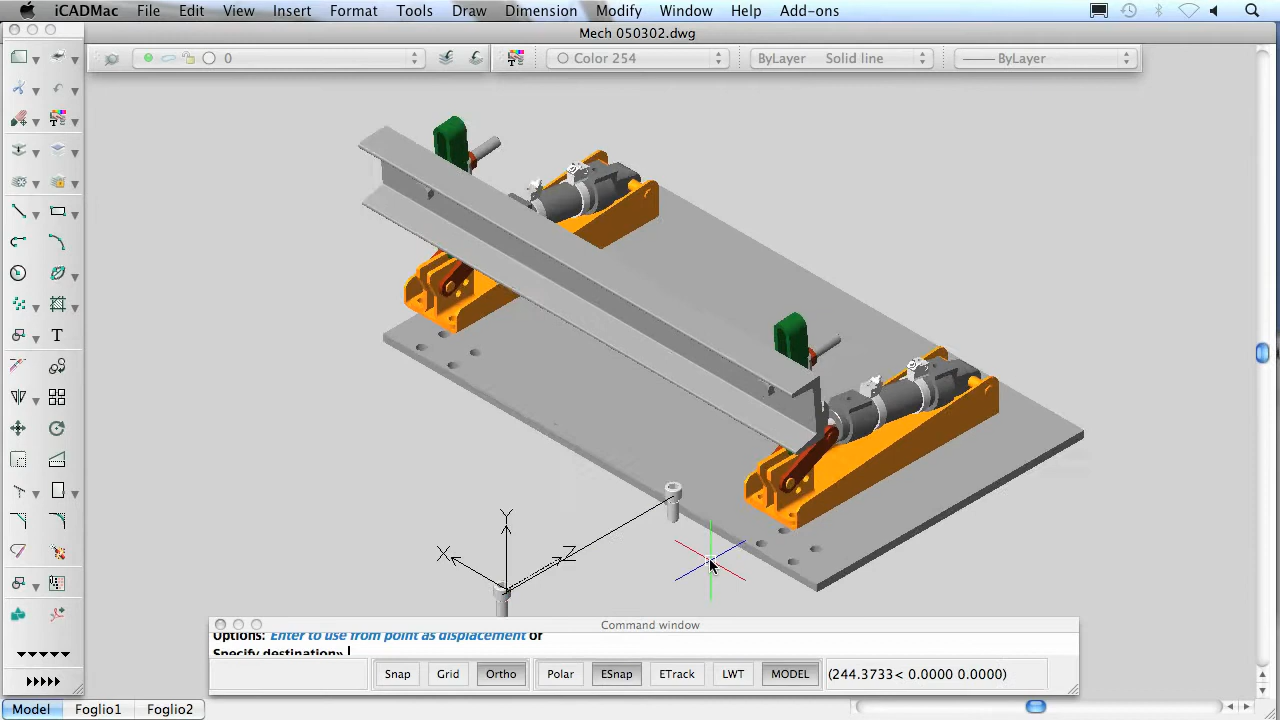 iCADMac File Edit View Insert Format Tools Draw Dimension Modify Window Help Add-ons
Mech 050302.dwg
0 Color 254 ByLayer Solid line ByLayer
T
Y
X
Z
Command window
Options: Enter to use from point as displacement or
Specify destination»
Snap Grid Ortho Polar ESnap ETrack LWT MODEL (244.3733< 0.0000 0.0000)
Model Foglio1 Foglio2